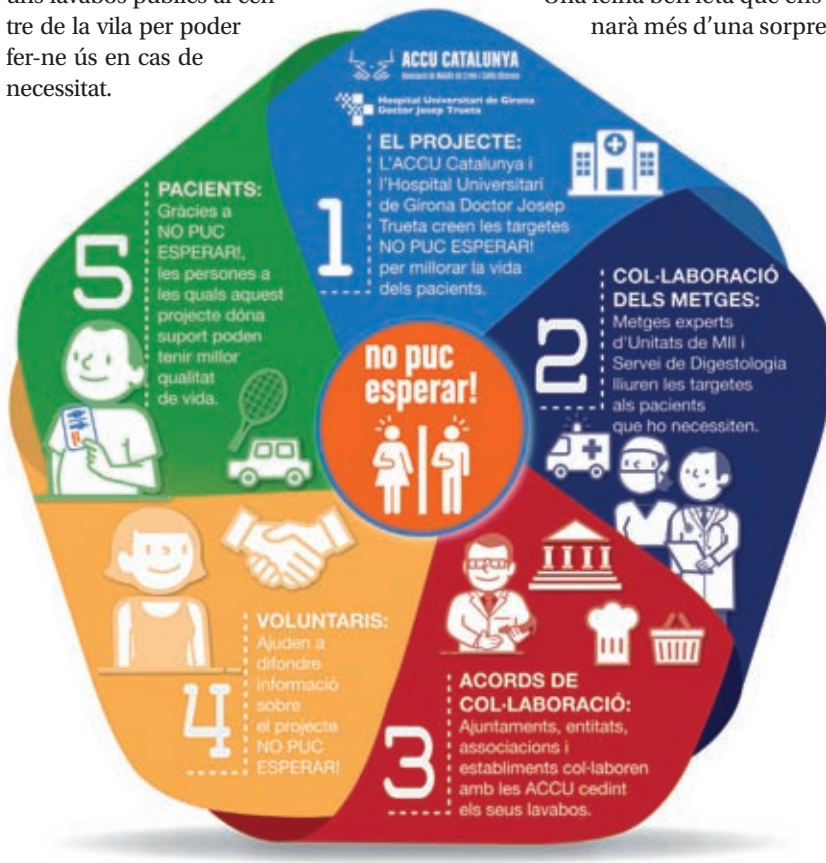 uns lavabos públics al cen-
tre de la vila per poder
fer-ne ús en cas de
necessitat.
narà més d'una sorpre
ACCU CATALUNYA
Hospital Universitari de Girona
Doctor Josep Trueta
1
EL PROJECTE:
L'ACCU Catalunya i
l'Hospital Universitari
de Girona Doctor Josep
Trueta creen les targetes
NO PUC ESPERAR!
per millorar la vida
dels pacients.
2
COL·LABORACIÓ
DELS METGES:
Metges experts
d'Unitats de MII i
Servei de Digestologia
lliuren les targetes
als pacients
que ho necessiten.
3
ACORDS DE
COL·LABORACIÓ:
Ajuntaments, entitats,
associacions i
establiments col·laboren
amb les ACCU cedint
els seus lavabos.
4
VOLUNTARIS:
Ajuden a
difondre
informació
sobre
el projecte
NO PUC
ESPERAR!
5
PACIENTS:
Gràcies a
NO PUC
ESPERAR!,
les persones a
les quals aquest
projecte dóna
suport poden
tenir millor
qualitat
de vida.
no puc
esperar!